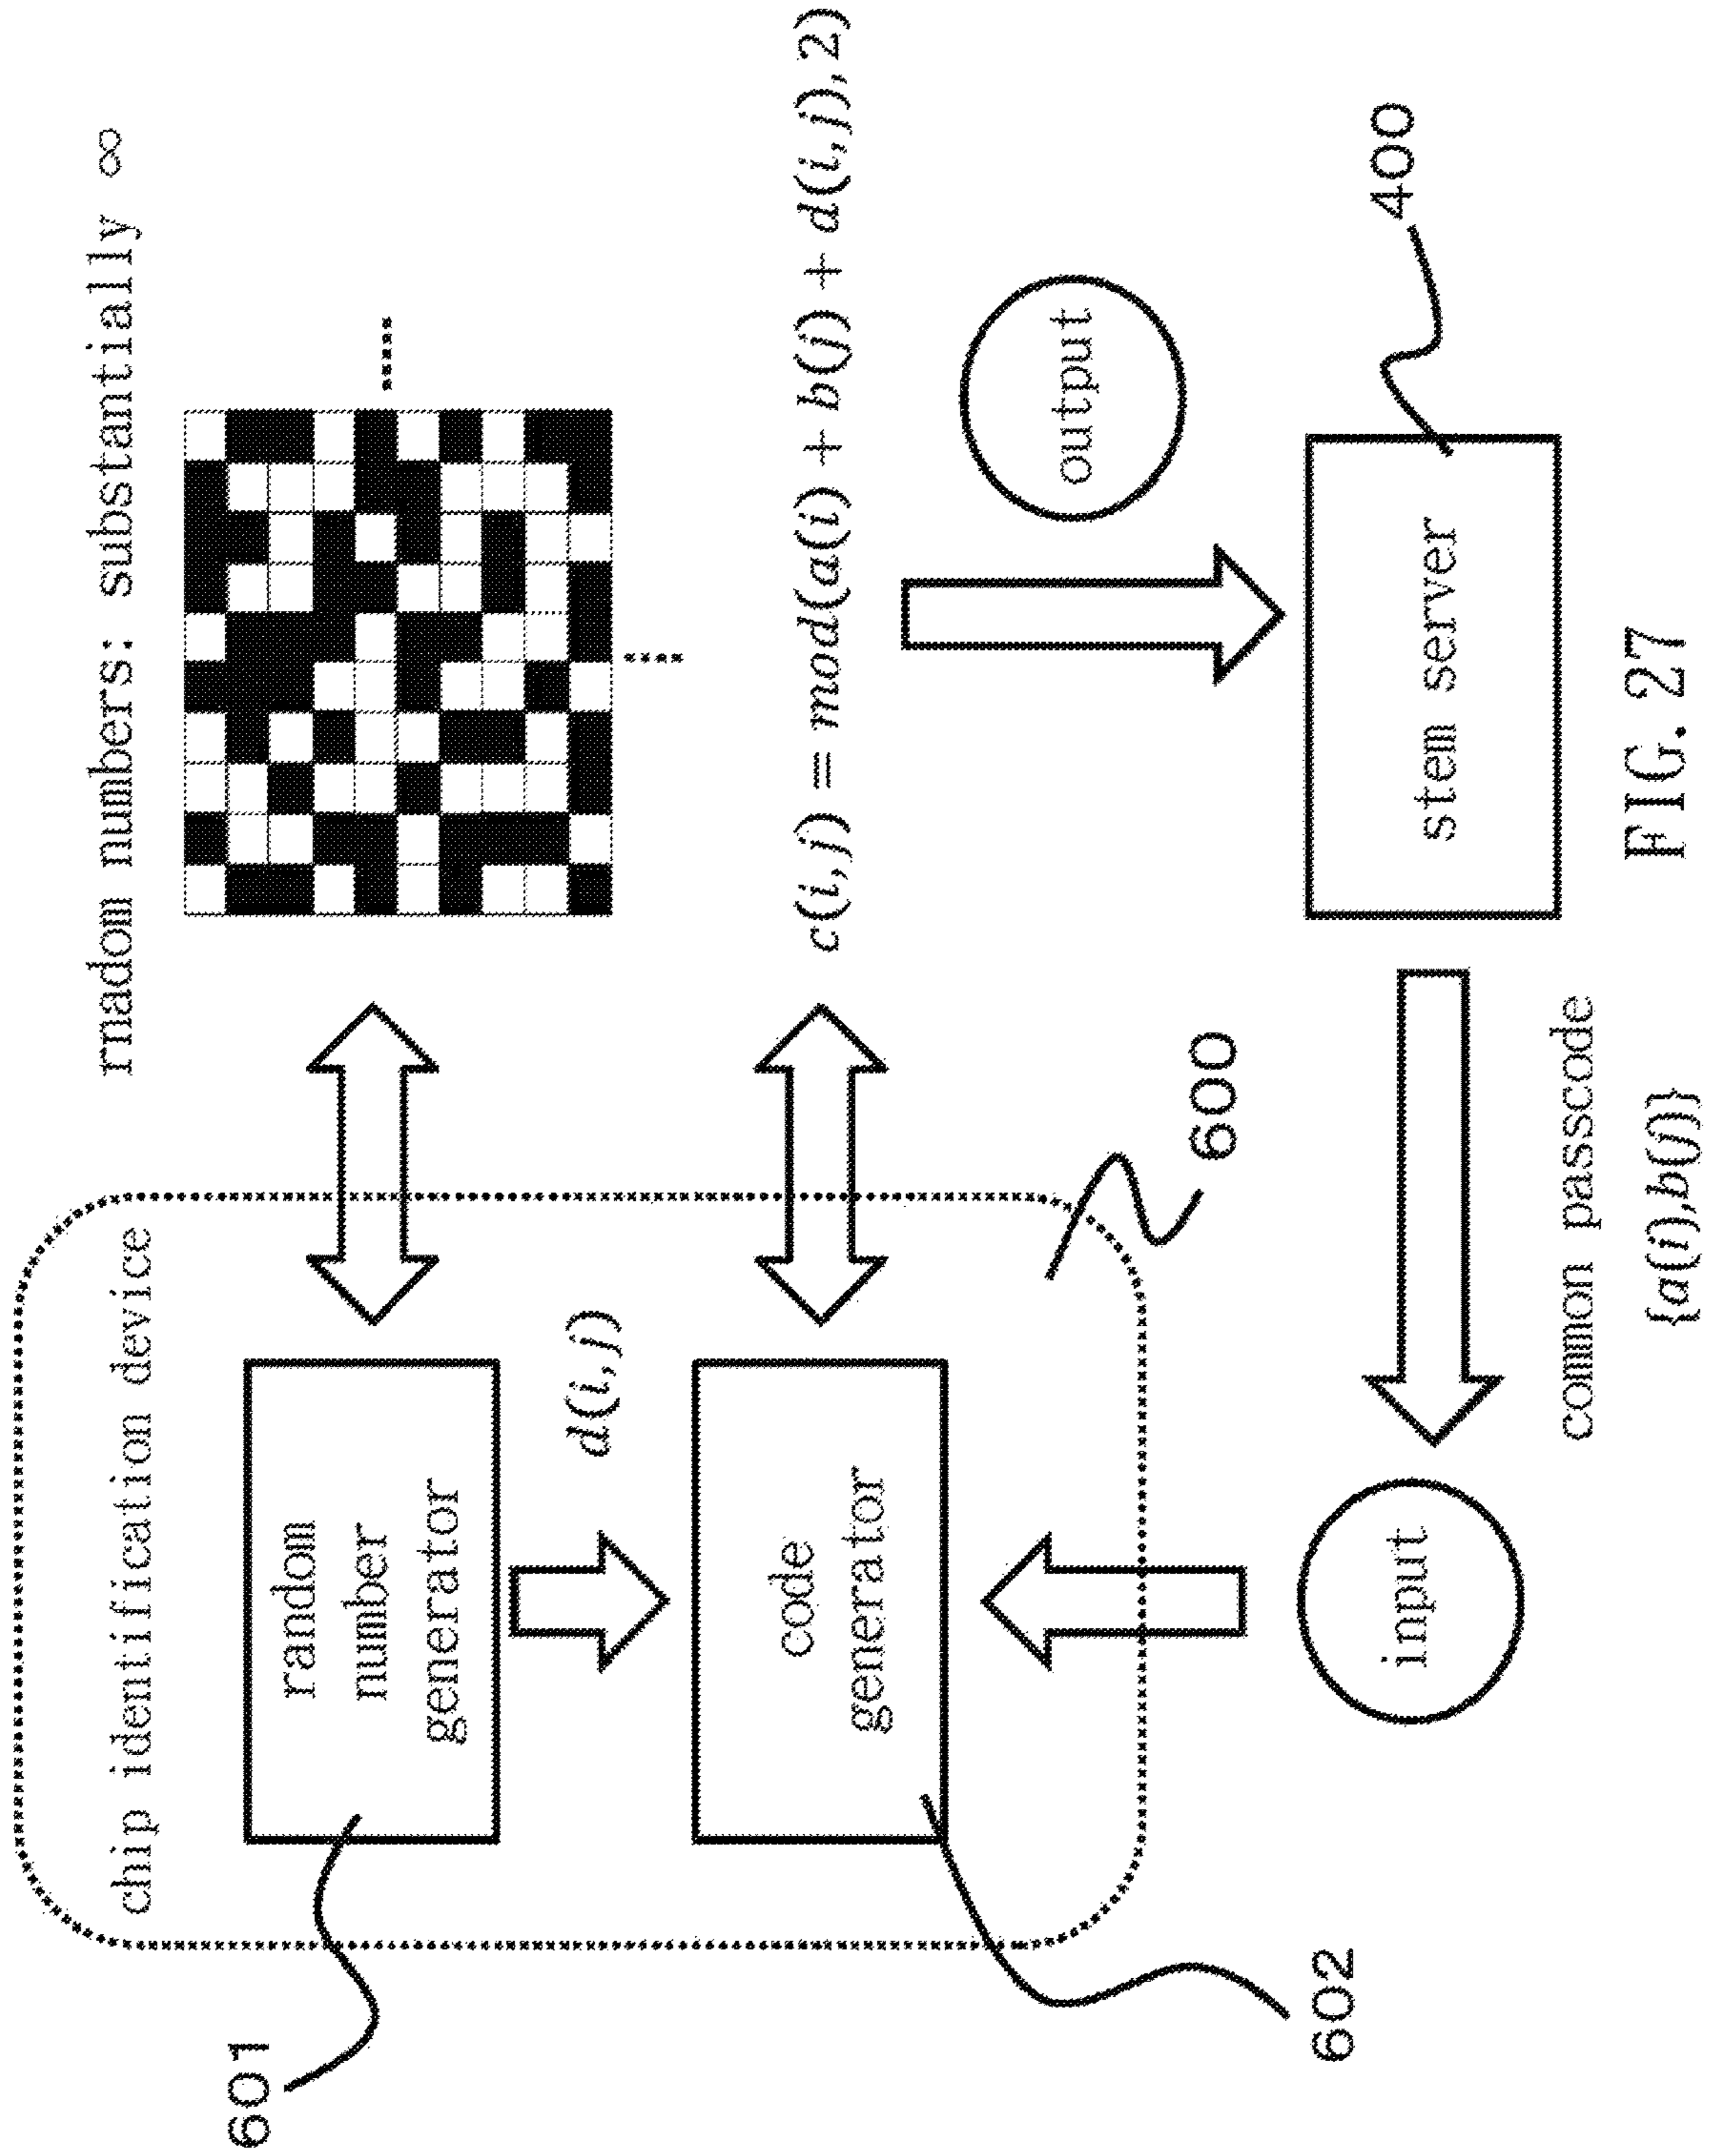 rnadom numbers: substantially ∞
chip identification device
601
random
number
generator
d(i,j)
code
generator
c(i,j) = mod(a(i) + b(j) + d(i,j),2)
602
600
output
input
common passcode
{a(i),b(j)}
stem server
400
FIG. 27